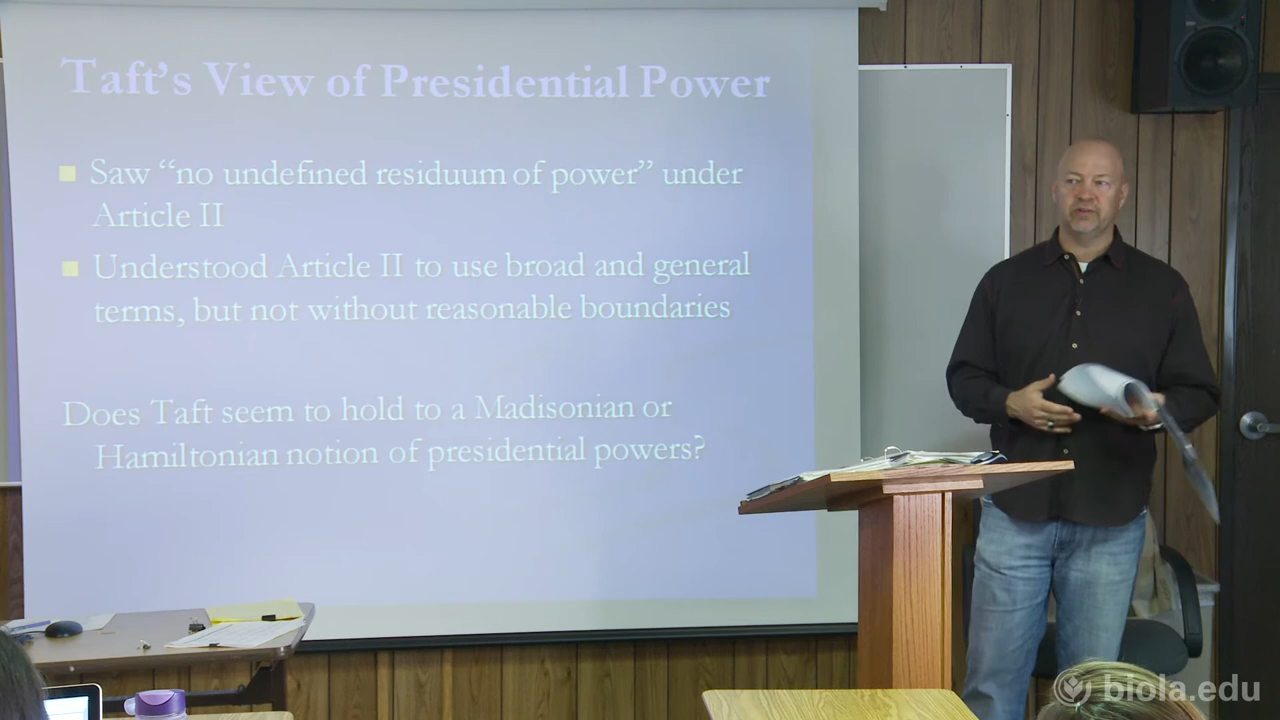 Taft's View of Presidential Power
Saw “no undefined residuum of power” under
Article II
Understood Article II to use broad and general
terms, but not without reasonable boundaries
Does Taft seem to hold to a Madisonian or
Hamiltonian notion of presidential powers?
biola.edu